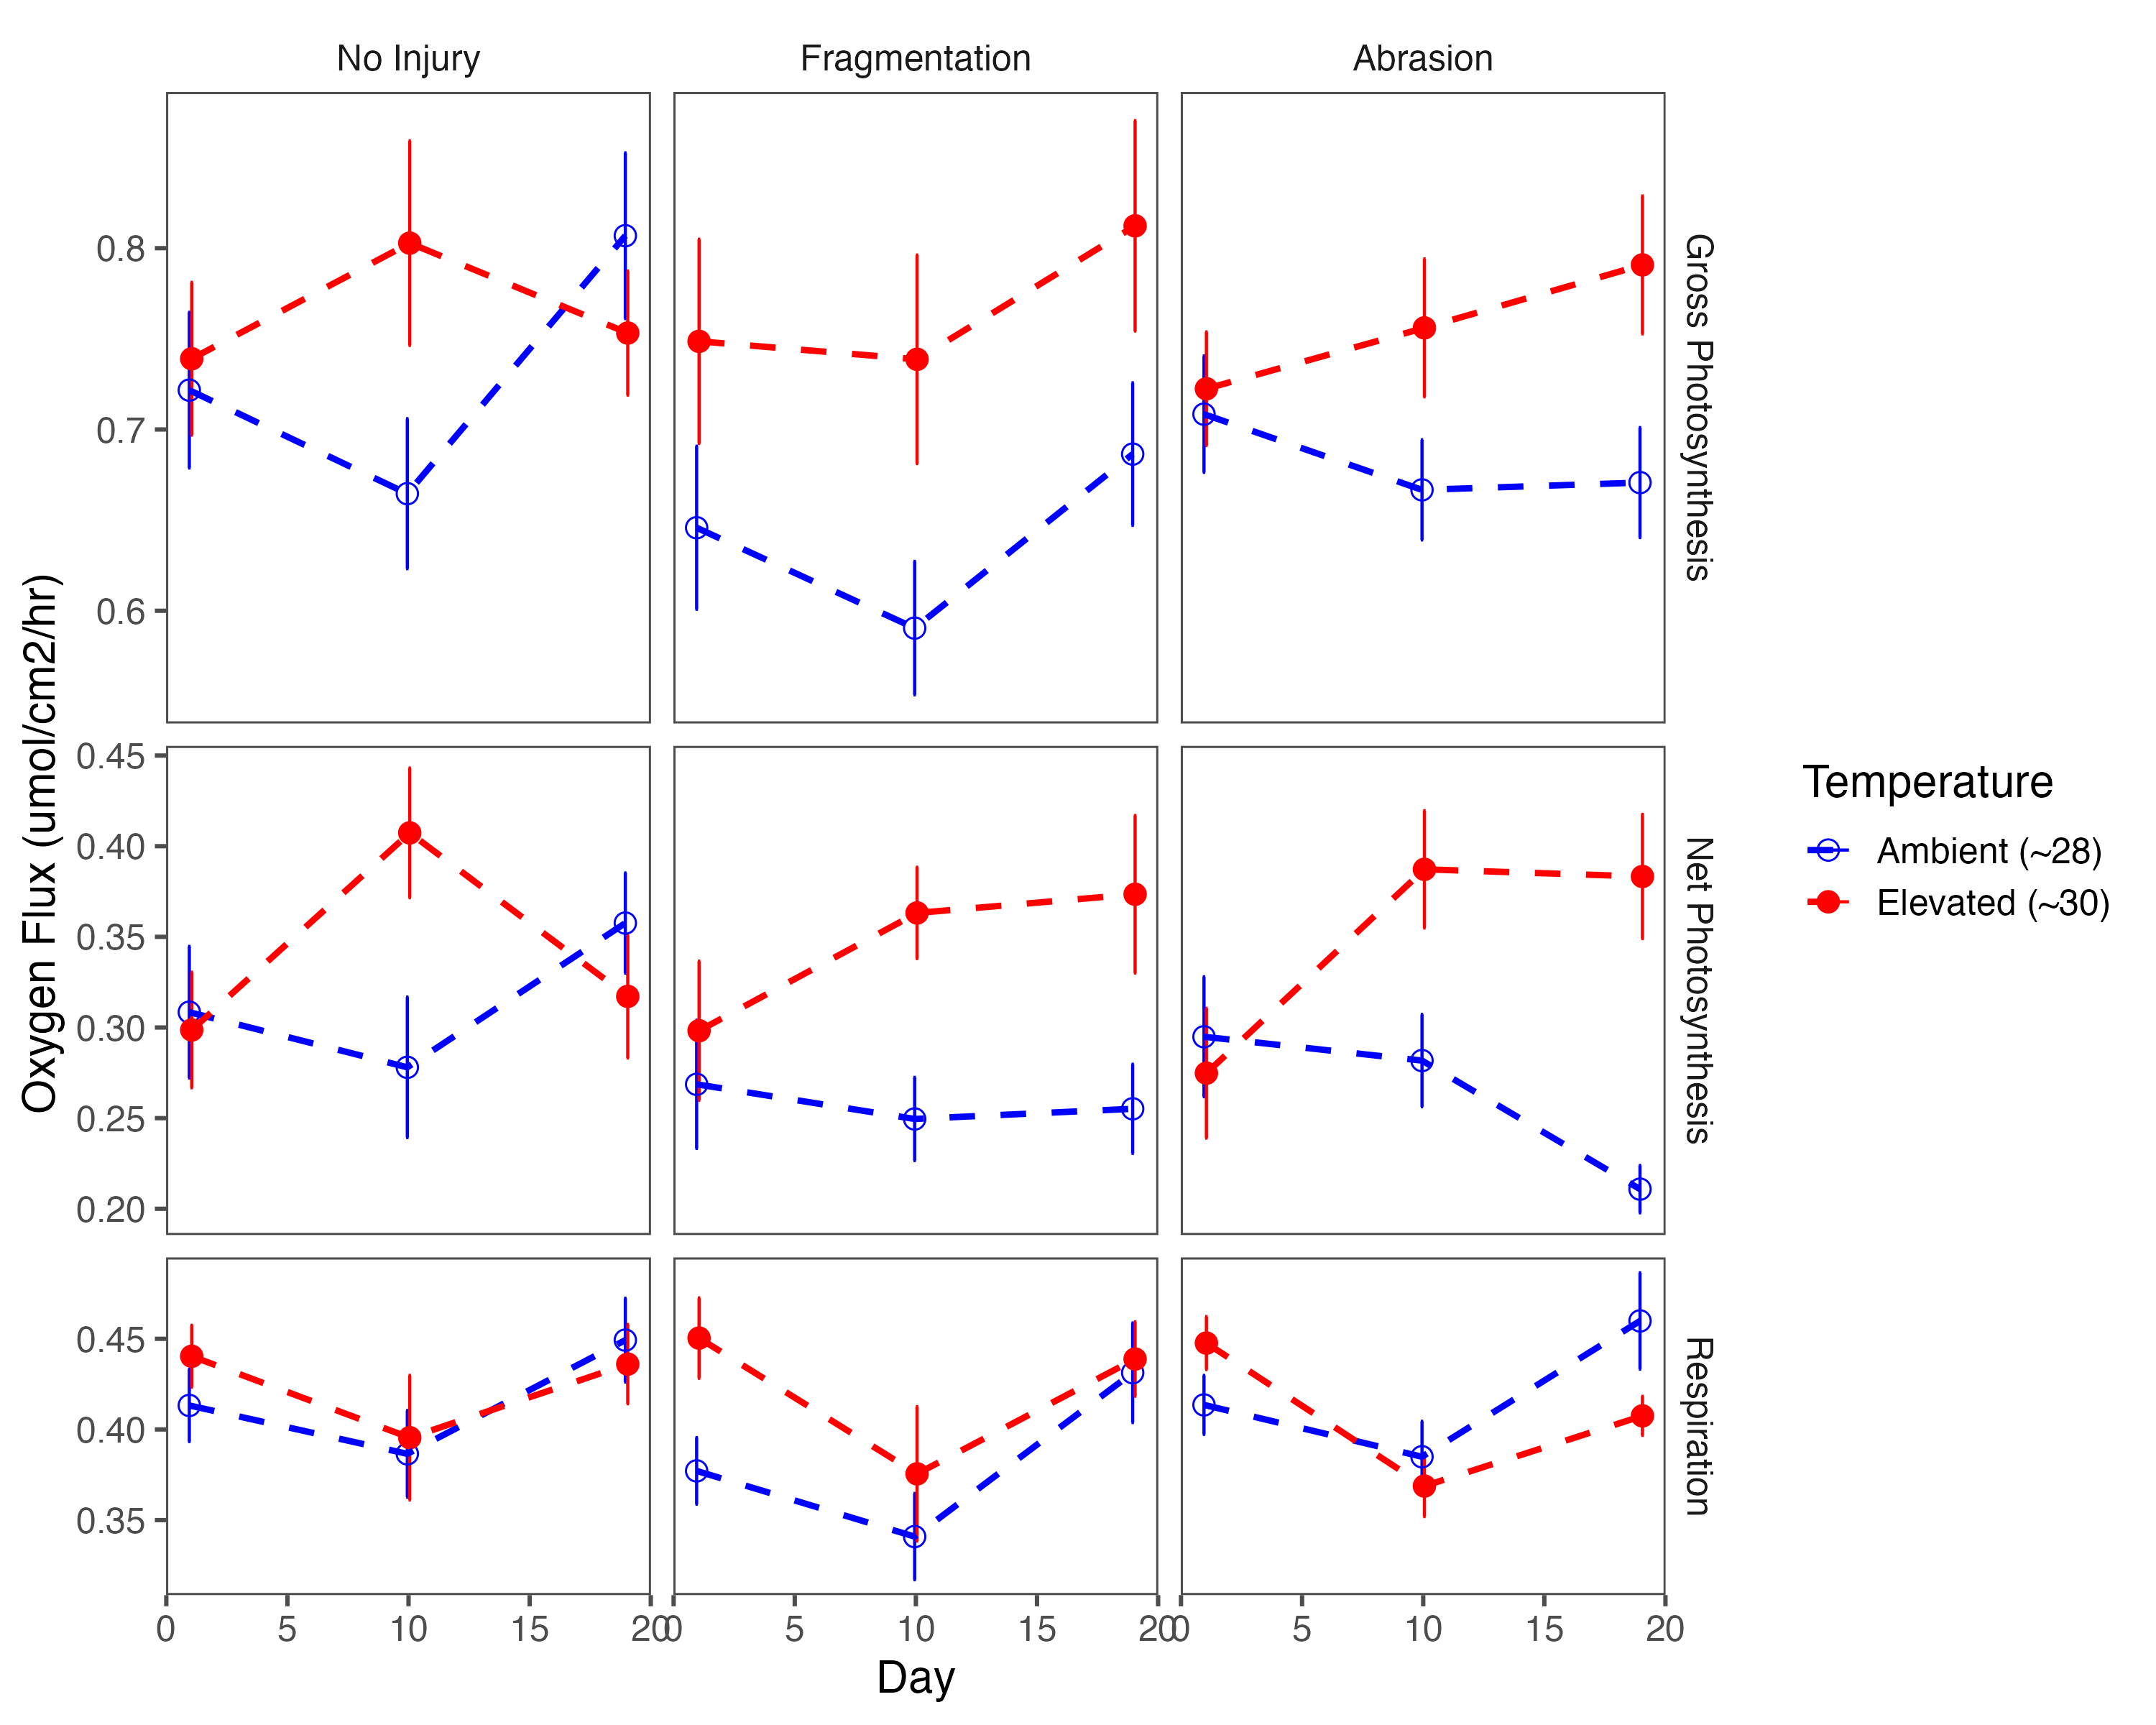 No Injury Fragmentation Abrasion
0.8
0.7
0.6
Gross Photosynthesis
0.45
0.40
0.35
0.30
0.25
0.20
Net Photosynthesis
0.45
0.40
0.35
Respiration
0 5 10 15 20 0 5 10 15 20 0 5 10 15 20
Day
Oxygen Flux (umol/cm2/hr)
Temperature
Ambient (~28)
Elevated (~30)